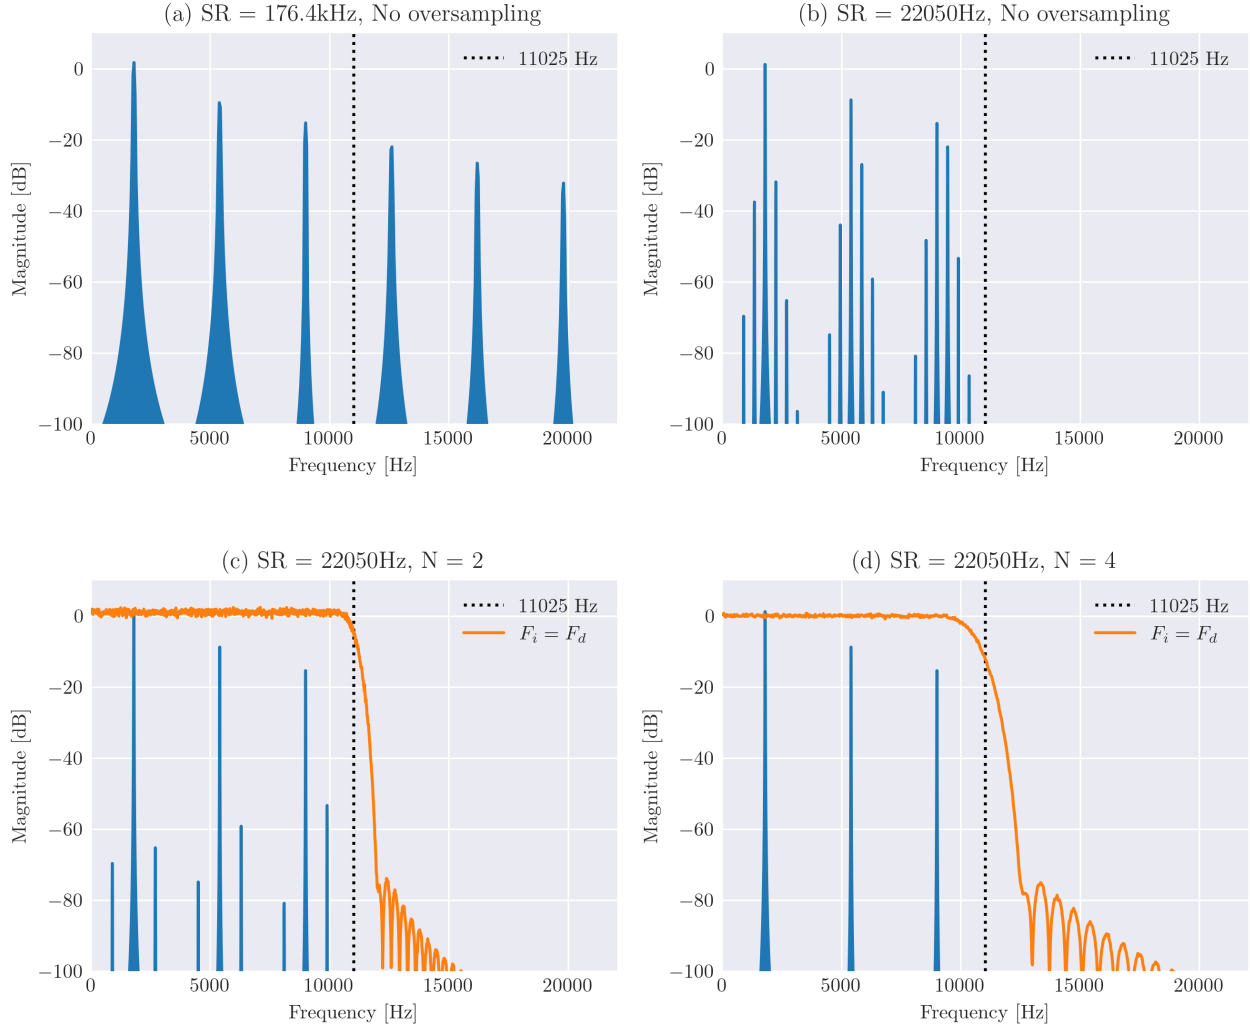 (a) SR = 176.4kHz, No oversampling
11025 Hz
0
−20
−40
−60
−80
−100
0 5000 10000 15000 20000
Magnitude [dB]
Frequency [Hz]
(b) SR = 22050Hz, No oversampling
11025 Hz
0
−20
−40
−60
−80
−100
0 5000 10000 15000 20000
Magnitude [dB]
Frequency [Hz]
(c) SR = 22050Hz, N = 2
11025 Hz
F_i = F_d
0
−20
−40
−60
−80
−100
0 5000 10000 15000 20000
Magnitude [dB]
Frequency [Hz]
(d) SR = 22050Hz, N = 4
11025 Hz
F_i = F_d
0
−20
−40
−60
−80
−100
0 5000 10000 15000 20000
Magnitude [dB]
Frequency [Hz]